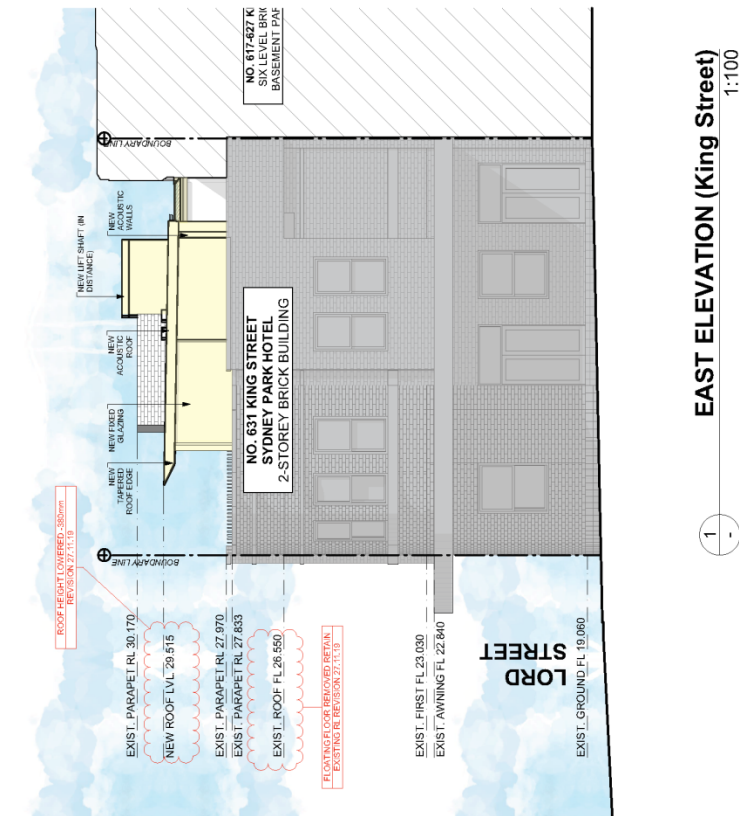 NO. 617-627 K
SIX LEVEL BRIC
BASEMENT PAR
BOUNDARY LINE
NEW LIFT SHAFT (IN
DISTANCE)
NEW
ACOUSTIC
WALLS
NEW
ACOUSTIC
ROOF
NEW FIXED
GLAZING
NEW
TAPERED
ROOF EDGE
NO. 631 KING STREET
SYDNEY PARK HOTEL
2-STOREY BRICK BUILDING
BOUNDARY LINE
ROOF HEIGHT LOWERED -380mm
REVISION 27.11.19
EXIST. PARAPET RL 30.170
NEW ROOF LVL 29.515
EXIST. PARAPET RL 27.970
EXIST. PARAPET RL 27.833
EXIST. ROOF FL 26.550
FLOATING FLOOR REMOVED RETAIN
EXISTING RL REVISION 27.11.19
EXIST. FIRST FL 23.030
EXIST. AWNING FL 22.840
LORD
STREET
EXIST. GROUND FL 19.060
1
-
EAST ELEVATION (King Street)
1:100